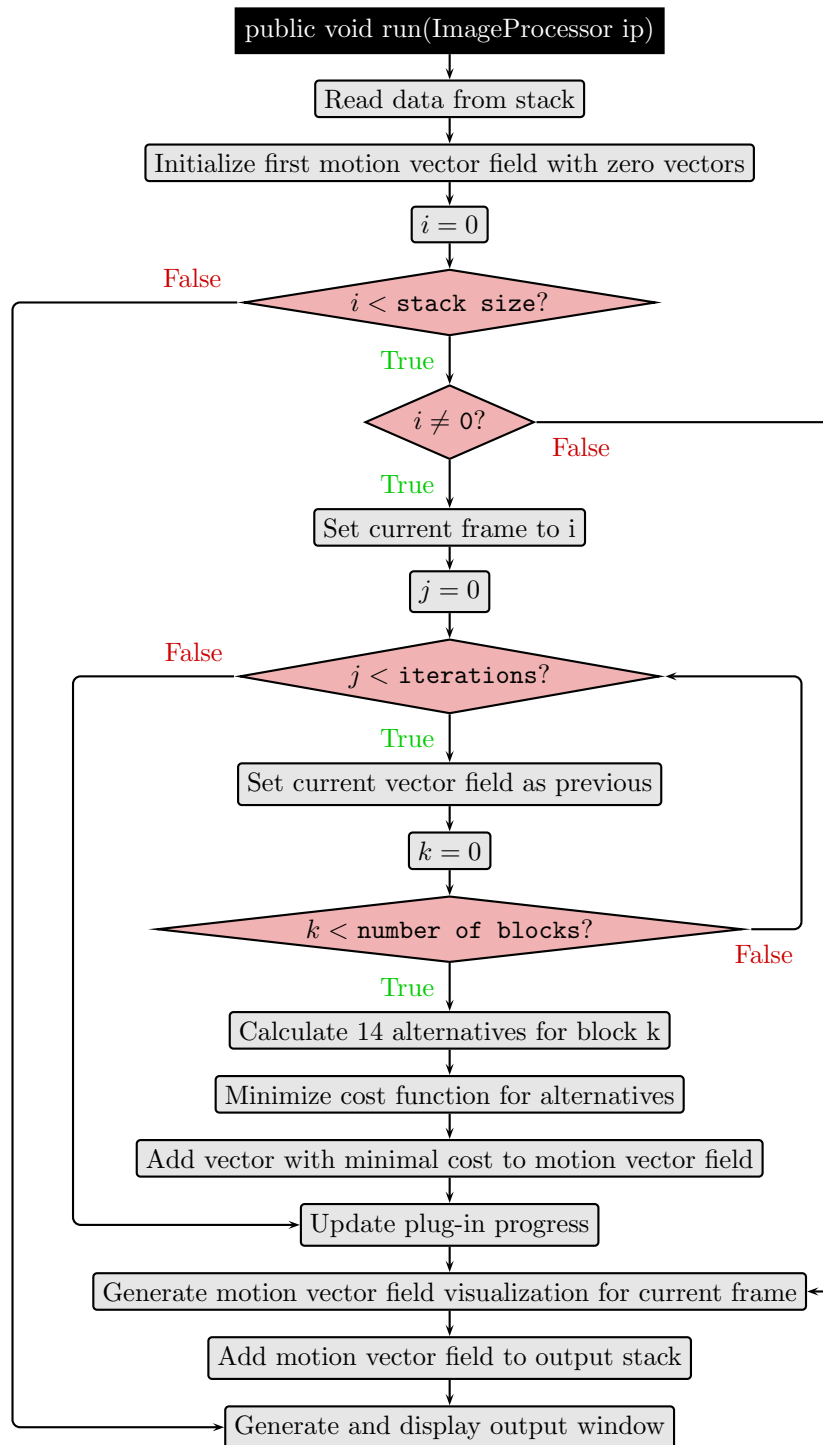 public void run(ImageProcessor ip)
Read data from stack
Initialize first motion vector field with zero vectors
i = 0
False
i < stack size?
True
i ≠ 0?
False
True
Set current frame to i
j = 0
False
j < iterations?
True
Set current vector field as previous
k = 0
k < number of blocks?
False
True
Calculate 14 alternatives for block k
Minimize cost function for alternatives
Add vector with minimal cost to motion vector field
Update plug-in progress
Generate motion vector field visualization for current frame
Add motion vector field to output stack
Generate and display output window